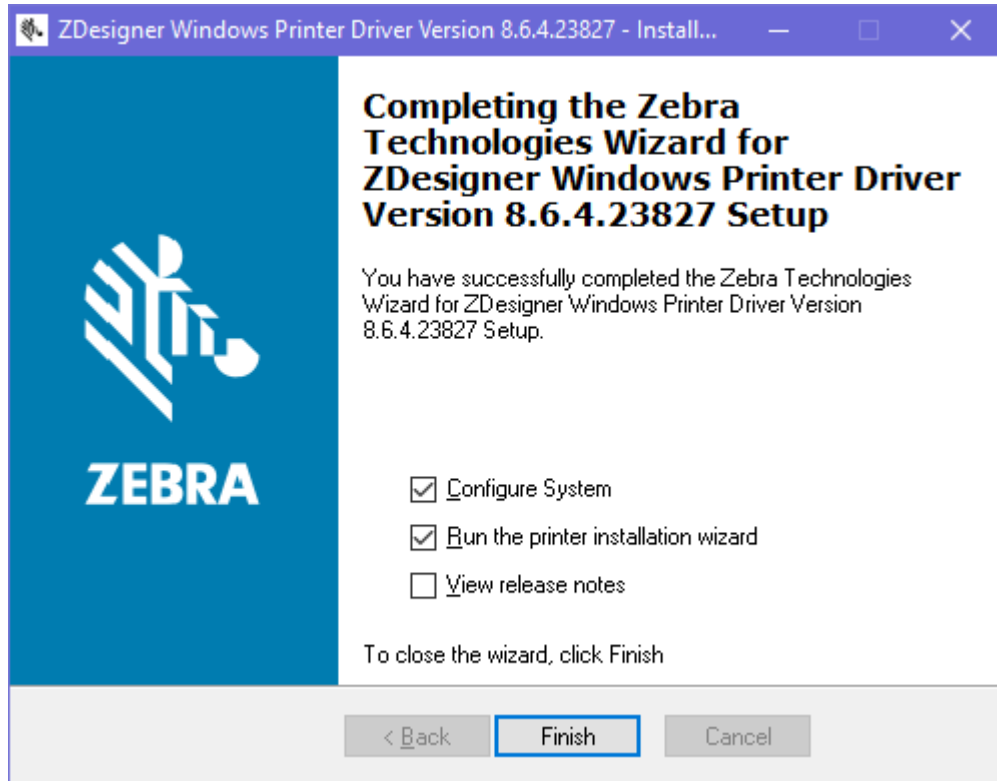 ZDesigner Windows Printer Driver Version 8.6.4.23827 - Install...
Completing the Zebra
Technologies Wizard for
ZDesigner Windows Printer Driver
Version 8.6.4.23827 Setup
You have successfully completed the Zebra Technologies
Wizard for ZDesigner Windows Printer Driver Version
8.6.4.23827 Setup.
ZEBRA
Configure System
Run the printer installation wizard
View release notes
To close the wizard, click Finish
< Back
Finish
Cancel